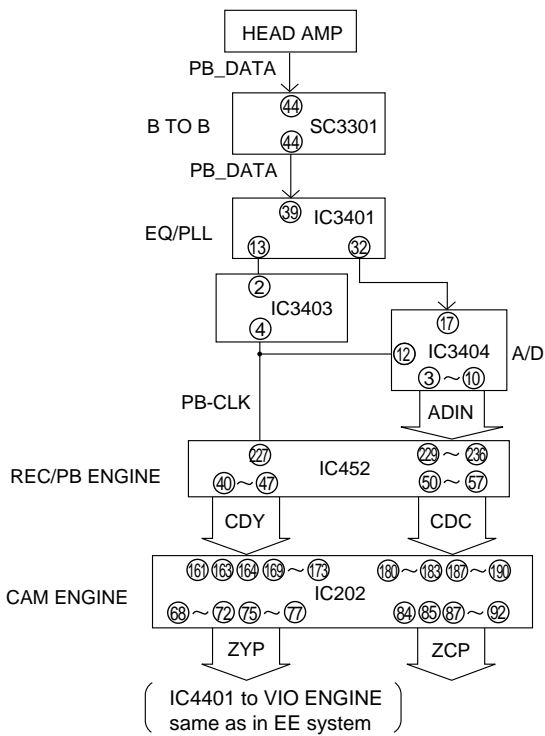 HEAD AMP
PB_DATA
44
B TO B
SC3301
44
PB_DATA
39
IC3401
EQ/PLL
13
32
2
IC3403
4
17
12
IC3404
A/D
3～10
PB-CLK
ADIN
227
229～236
REC/PB ENGINE
IC452
40～47
50～57
CDY
CDC
161 163 164 169～173
180～183 187～190
CAM ENGINE
IC202
68～72 75～77
84 85 87～92
ZYP
ZCP
IC4401 to VIO ENGINE
same as in EE system